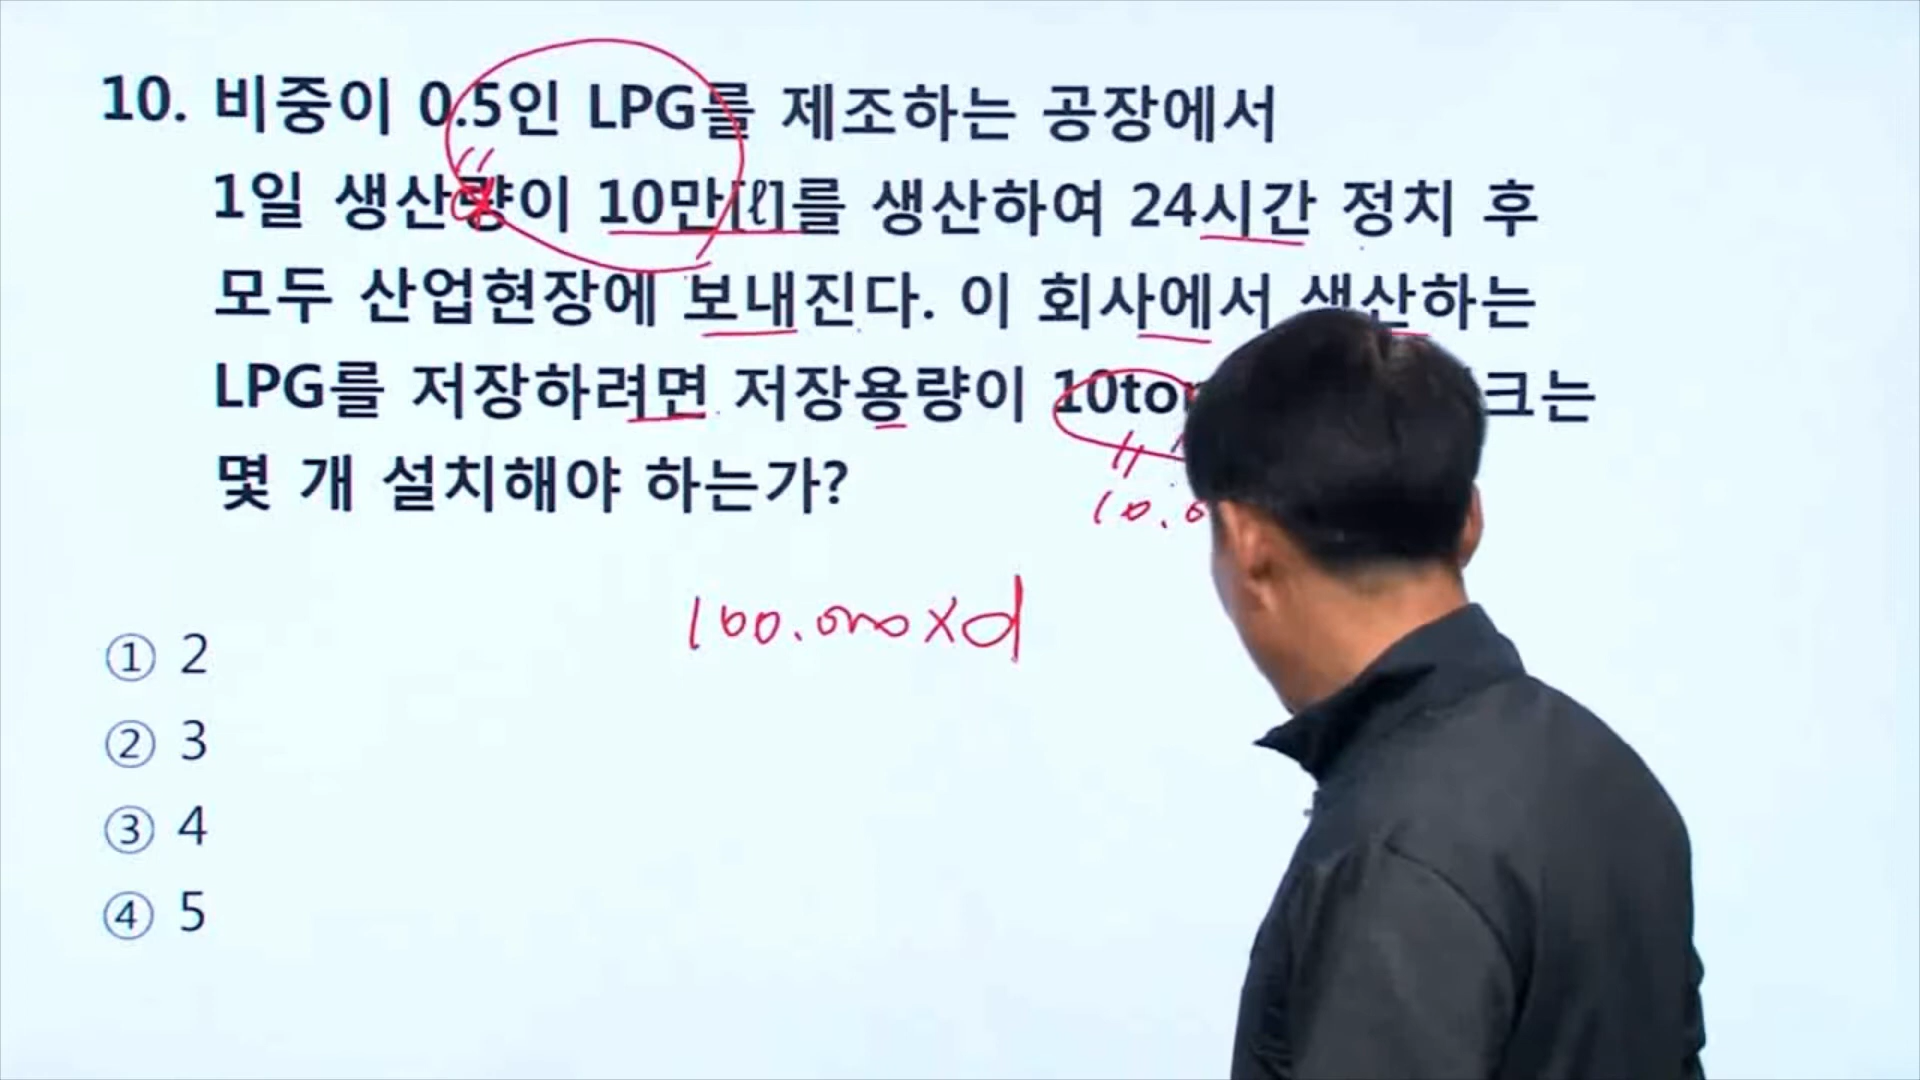 10. 비중이 0.5인 LPG를 제조하는 공장에서
1일 생산량이 10만[ℓ]를 생산하여 24시간 정치 후
모두 산업현장에 보내진다. 이 회사에서 생산하는
LPG를 저장하려면 저장용량이 크는
몇 개 설치해야 하는가?
100.000×d
① 2
② 3
③ 4
④ 5